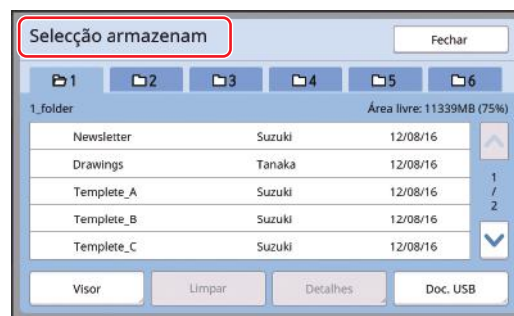 Selecção armazenam
Fechar
1 2 3 4 5 6
1_folder Área livre: 11339MB (75%)
Newsletter Suzuki 12/08/16
Drawings Tanaka 12/08/16
Templete_A Suzuki 12/08/16
Templete_B Suzuki 12/08/16
Templete_C Suzuki 12/08/16
1
/
2
Visor Limpar Detalhes Doc. USB